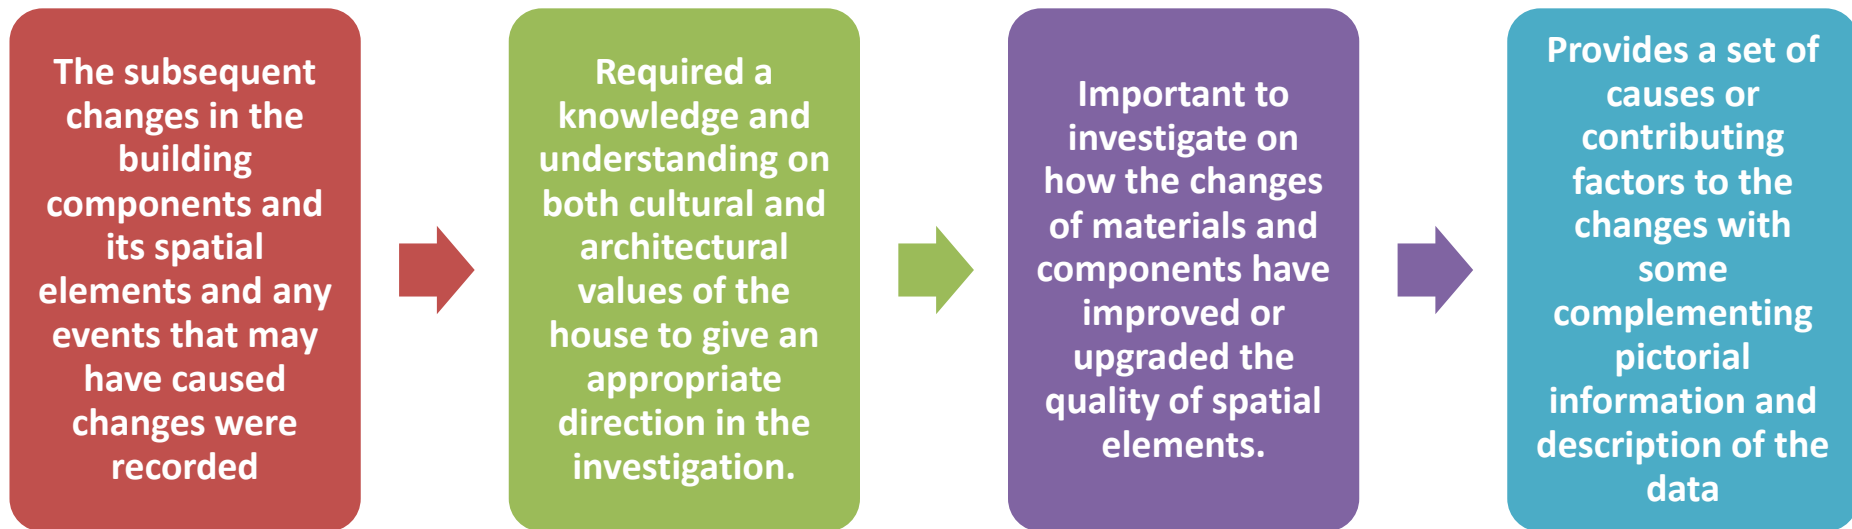 The subsequent
changes in the
building
components and
its spatial
elements and any
events that may
have caused
changes were
recorded
Required a
knowledge and
understanding on
both cultural and
architectural
values of the
house to give an
appropriate
direction in the
investigation.
Important to
investigate on
how the changes
of materials and
components have
improved or
upgraded the
quality of spatial
elements.
Provides a set of
causes or
contributing
factors to the
changes with
some
complementing
pictorial
information and
description of the
data